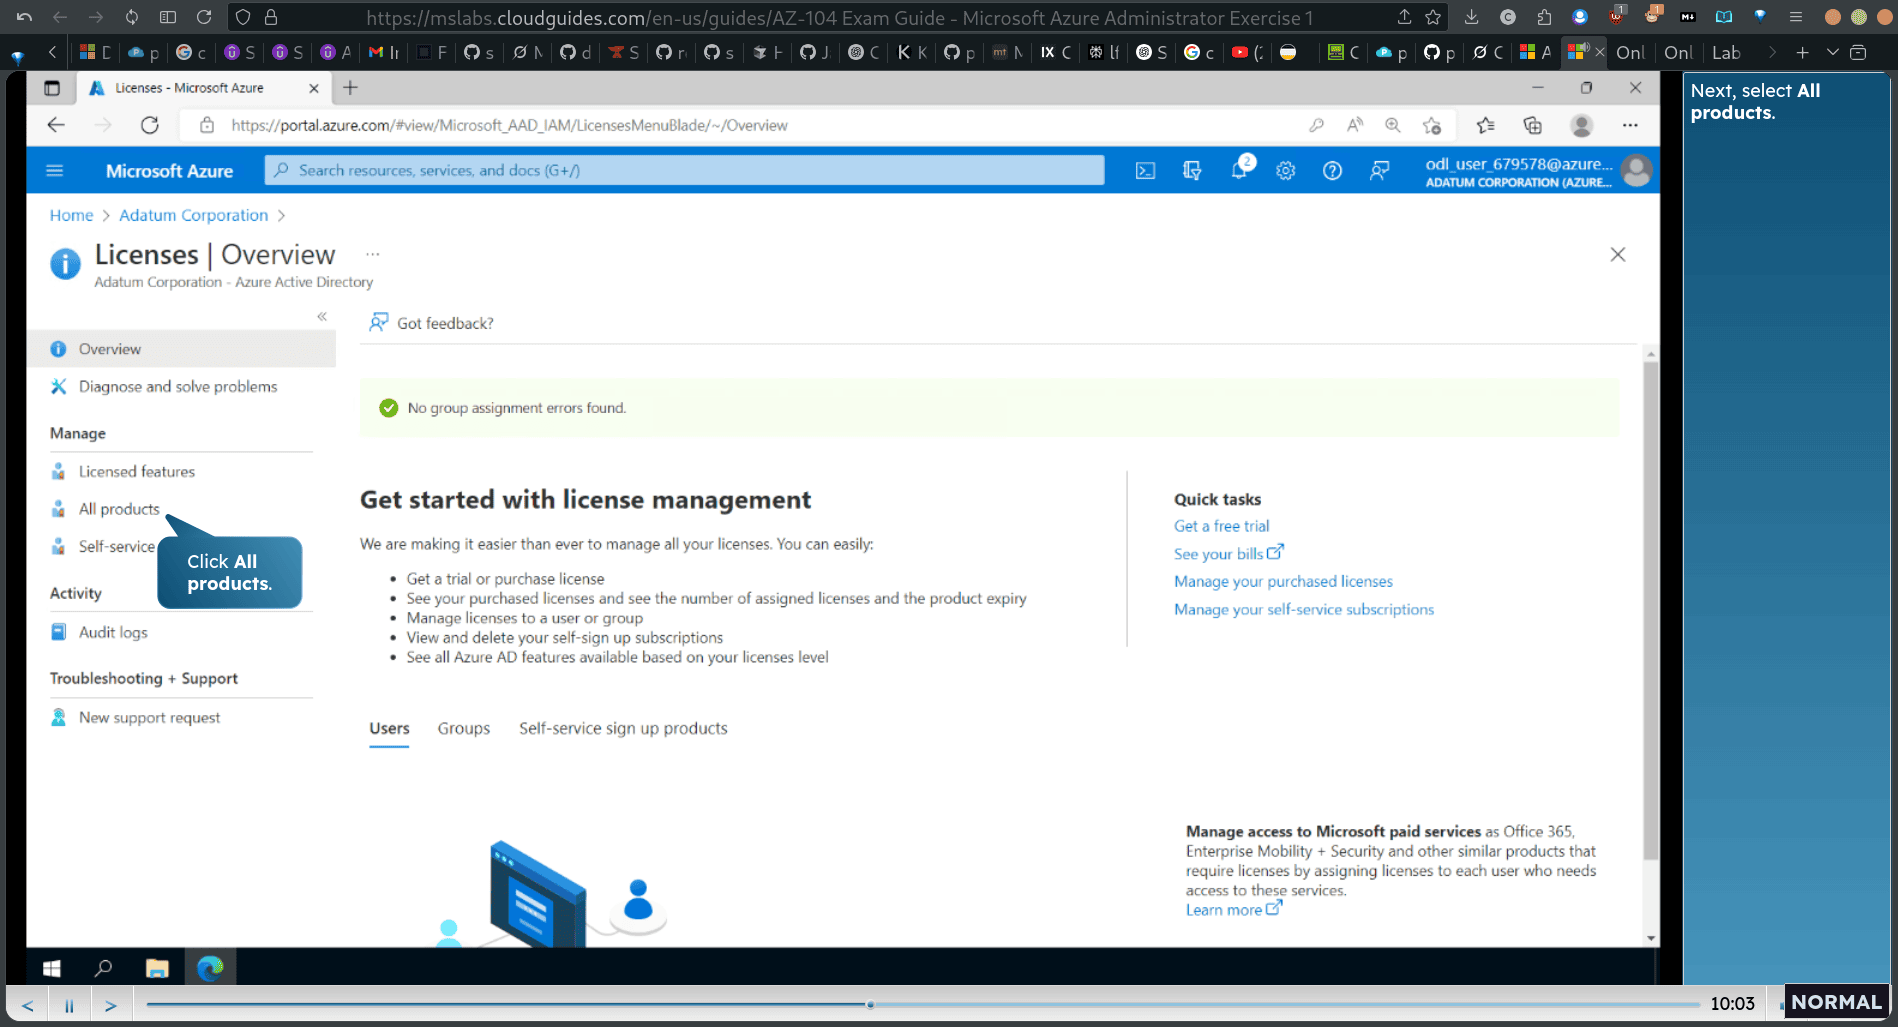 https://mslabs.cloudguides.com/en-us/guides/AZ-104 Exam Guide - Microsoft Azure Administrator Exercise 1
Onl
Onl
Lab
Licenses - Microsoft Azure
https://portal.azure.com/#view/Microsoft_AAD_IAM/LicensesMenuBlade/~/Overview
Microsoft Azure
Search resources, services, and docs (G+/)
2
odl_user_679578@azure...
ADATUM CORPORATION (AZURE...
Home > Adatum Corporation >
Licenses | Overview ...
Adatum Corporation - Azure Active Directory
«
Overview
Diagnose and solve problems
Manage
Licensed features
All products
Self-service
Click All
products.
Activity
Audit logs
Troubleshooting + Support
New support request
Got feedback?
No group assignment errors found.
Get started with license management
We are making it easier than ever to manage all your licenses. You can easily:
• Get a trial or purchase license
• See your purchased licenses and see the number of assigned licenses and the product expiry
• Manage licenses to a user or group
• View and delete your self-sign up subscriptions
• See all Azure AD features available based on your licenses level
Quick tasks
Get a free trial
See your bills
Manage your purchased licenses
Manage your self-service subscriptions
Users
Groups
Self-service sign up products
Manage access to Microsoft paid services as Office 365,
Enterprise Mobility + Security and other similar products that
require licenses by assigning licenses to each user who needs
access to these services.
Learn more
Next, select All
products.
10:03
NORMAL